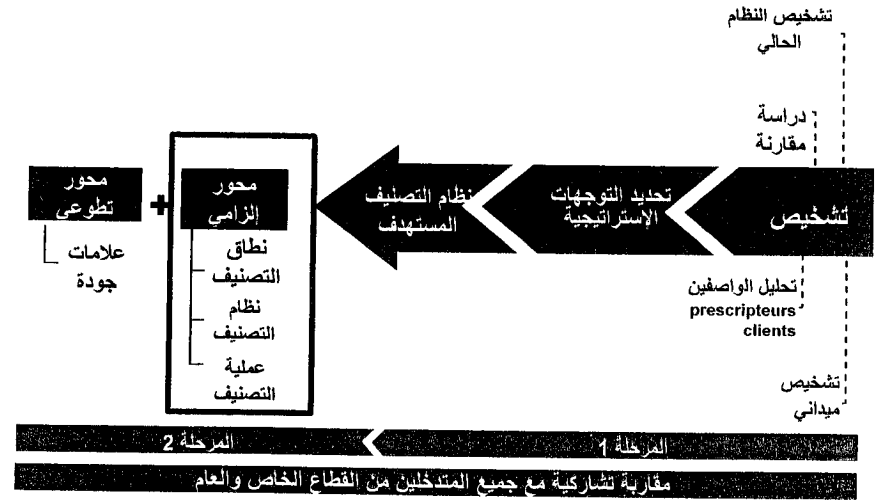 تشخيص النظام
الحالي
دراسة
مقارنة
تشخيص
تحليل الواصفين
prescripteurs
clients
تشخيص
ميداني
تحديد التوجهات
الإستراتيجية
نظام التصنيف
المستهدف
محور
إلزامي
نطاق
التصنيف
نظام
التصنيف
عملية
التصنيف
+
محور
تطوعي
علامات
جودة
المرحلة 1
المرحلة 2
مقاربة تشاركية مع جميع المتدخلين من القطاع الخاص والعام